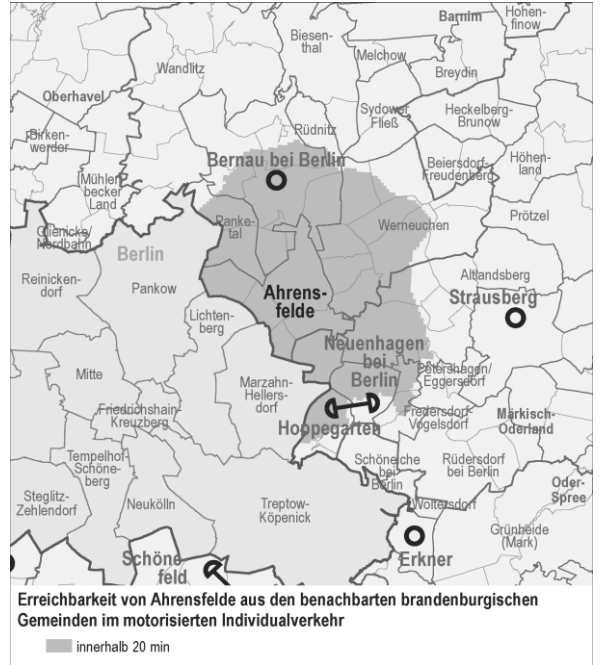 Barnim
Hohen-
finow
Biesen-
thal
Melchow
Wandlitz
Breydin
Oberhavel
Sydower
Fließ
Heckelberg-
Brunow
Rüdnitz
Birken-
werder
Bernau bei Berlin
Beiersdorf-
Freudenberg
Höhen-
land
Mühlen-
becker
Land
Panke-
tal
Werneuchen
Prötzel
Glienicke/
Nordbahn
Berlin
Reinicken-
dorf
Pankow
Altlandsberg
Ahrens-
felde
Strausberg
Lichten-
berg
Neuenhagen
bei
Berlin
Mitte
Marzahn-
Hellers-
dorf
Petershagen/
Eggersdorf
Friedrichshain-
Kreuzberg
Hoppegarten
Fredersdorf-
Vogelsdorf
Märkisch-
Oderland
Tempelhof-
Schöne-
berg
Schöneiche
bei
Berlin
Rüdersdorf
bei Berlin
Oder-
Spree
Steglitz-
Zehlendorf
Neukölln
Treptow-
Köpenick
Woltersdorf
Grünheide
(Mark)
Schöne-
feld
Erkner
Erreichbarkeit von Ahrensfelde aus den benachbarten brandenburgischen
Gemeinden im motorisierten Individualverkehr
innerhalb 20 min